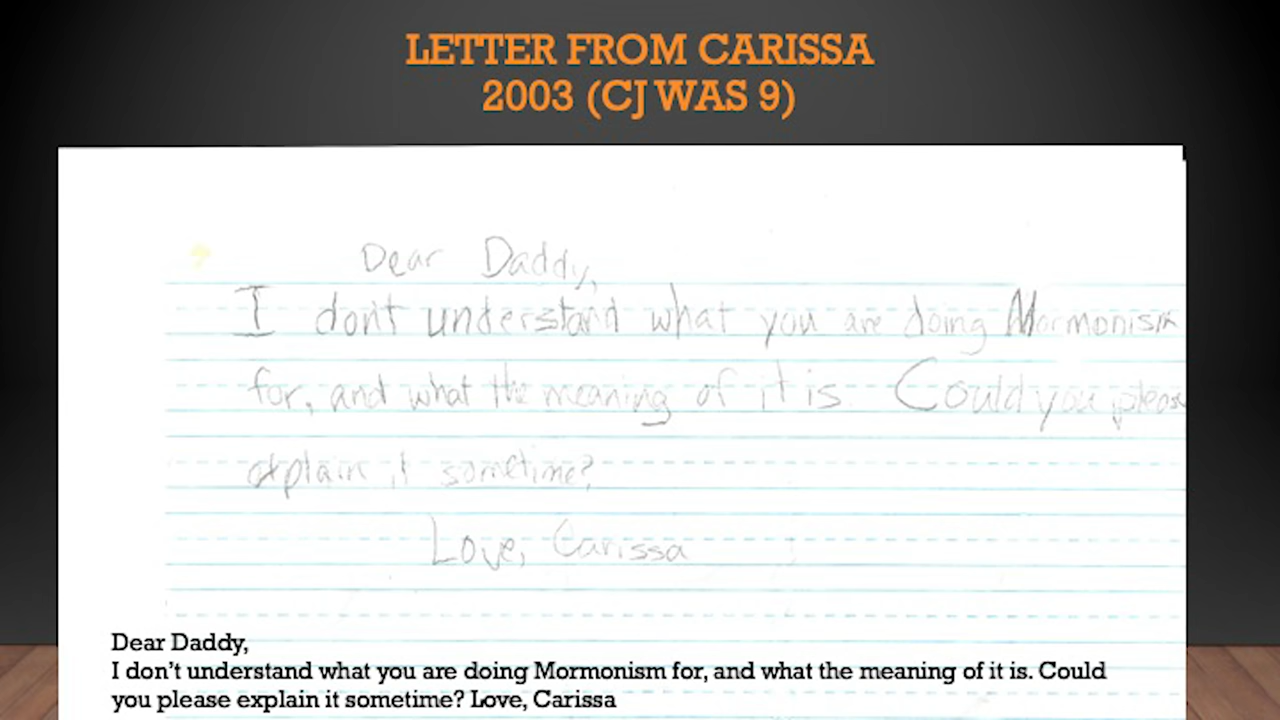 LETTER FROM CARISSA
2003 (CJ WAS 9)
Dear Daddy,
I don't understand what you are doing Mormonism
for, and what the meaning of it is. Could you please
explain it sometime?
Love, Carissa
Dear Daddy,
I don't understand what you are doing Mormonism for, and what the meaning of it is. Could
you please explain it sometime? Love, Carissa